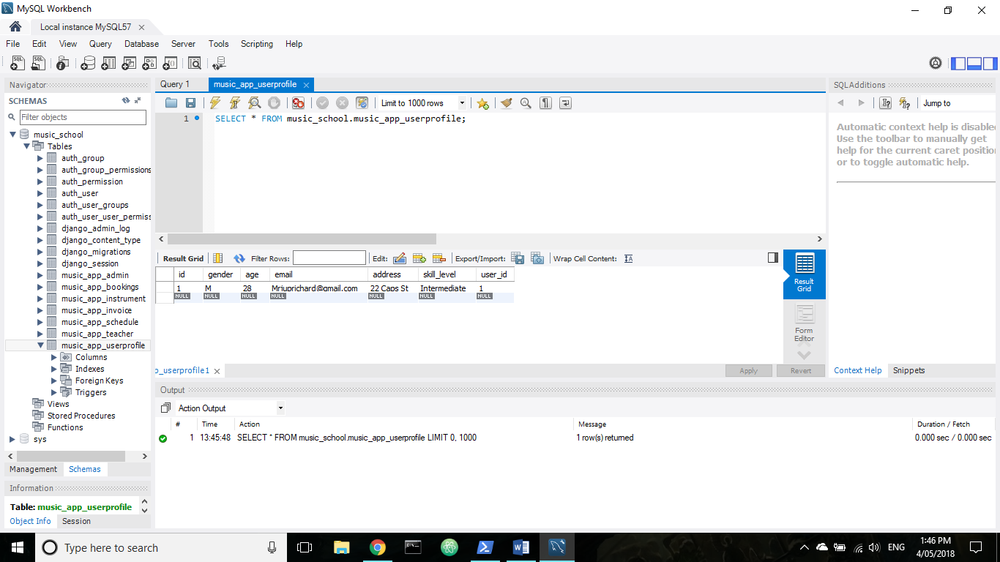 MySQL Workbench
Local instance MySQL57
File Edit View Query Database Server Tools Scripting Help
Navigator
SCHEMAS
Filter objects
music_school
Tables
auth_group
auth_group_permissions
auth_permission
auth_user
auth_user_groups
auth_user_user_permiss
django_admin_log
django_content_type
django_migrations
django_session
music_app_admin
music_app_bookings
music_app_instrument
music_app_invoice
music_app_schedule
music_app_teacher
music_app_userprofile
Columns
Indexes
Foreign Keys
Triggers
Views
Stored Procedures
Functions
sys
Management Schemas
Information
Table: music_app_userprofile
Object Info Session
Query 1 music_app_userprofile
Limit to 1000 rows
1 SELECT * FROM music_school.music_app_userprofile;
Result Grid Filter Rows: Edit: Export/Import: Wrap Cell Content:
id gender age email address skill_level user_id
1 M 28 Mrjuprichard@gmail.com 22 Caps St Intermediate 1
NULL NULL NULL NULL NULL NULL NULL
Result Grid
Form Editor
o_userprofile1
Apply Revert
SQLAdditions
Jump to
Automatic context help is disabled
Use the toolbar to manually get
help for the current caret position
or to toggle automatic help.
Context Help Snippets
Output
Action Output
# Time Action Message Duration / Fetch
1 13:45:48 SELECT * FROM music_school.music_app_userprofile LIMIT 0, 1000 1 row(s) returned 0.000 sec / 0.000 sec
Type here to search
ENG
1:46 PM
4/05/2018